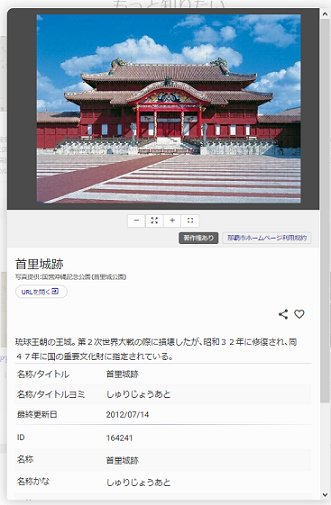 もっと知りたい
著作権あり
那覇市ホームページ利用規約
首里城跡
写真提供:国営沖縄記念公園(首里城公園)
URLを開く
琉球王朝の王城。第２次世界大戦の際に損壊したが、昭和３２年に修復され、同
４７年に国の重要文化財に指定されている。
名称/タイトル 首里城跡
名称/タイトルヨミ しゅりじょうあと
最終更新日 2012/07/14
ID 164241
名称 首里城跡
名称かな しゅりじょうあと